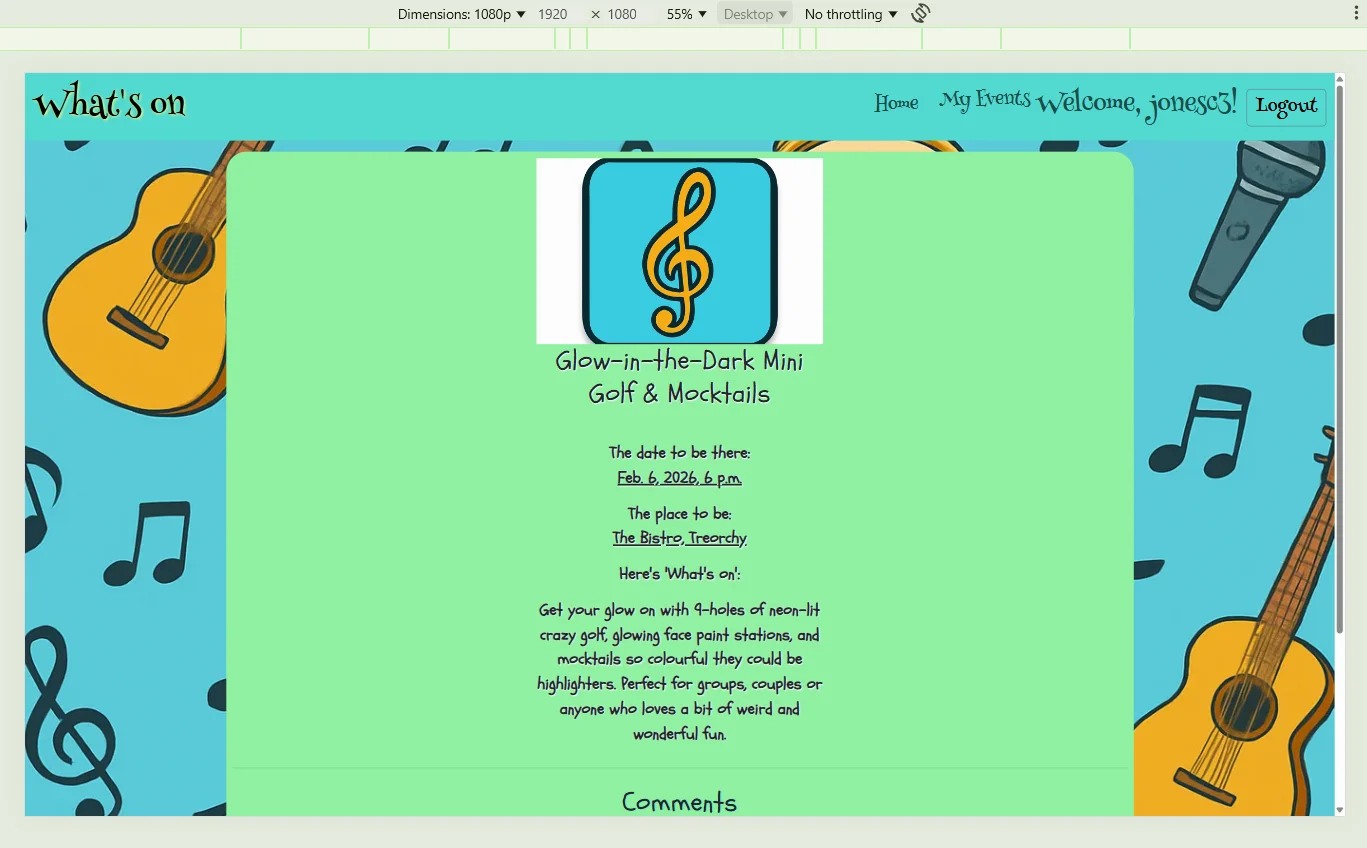 Dimensions: 1080p 1920 × 1080 55% Desktop No throttling
What's on Home My Events Welcome, jonesc3! Logout
Glow-in-the-Dark Mini
Golf & Mocktails
The date to be there:
Feb. 6, 2026, 6 p.m.
The place to be:
The Bistro, Treorchy
Here's 'What's on':
Get your glow on with 9-holes of neon-lit
crazy golf, glowing face paint stations, and
mocktails so colourful they could be
highlighters. Perfect for groups, couples or
anyone who loves a bit of weird and
wonderful fun.
Comments